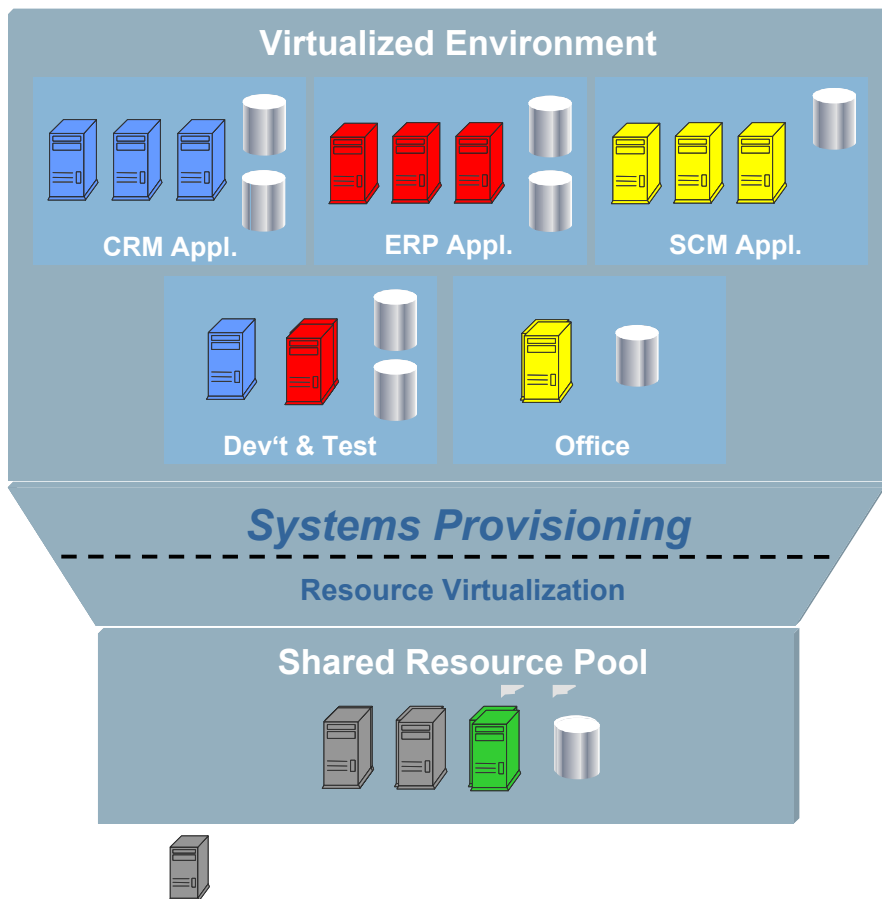 Virtualized Environment
CRM Appl.
ERP Appl.
SCM Appl.
Dev‘t & Test
Office
Systems Provisioning
Resource Virtualization
Shared Resource Pool